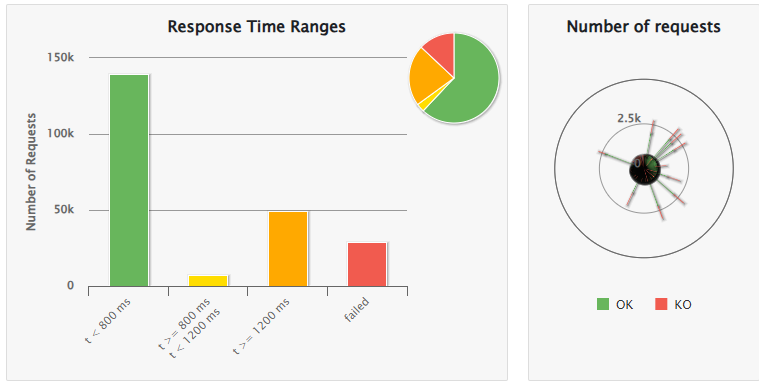 Response Time Ranges
Number of Requests
150k
100k
50k
0
t < 800 ms
t >= 800 ms
t < 1200 ms
t >= 1200 ms
failed
Number of requests
2.5k
0
OK
KO